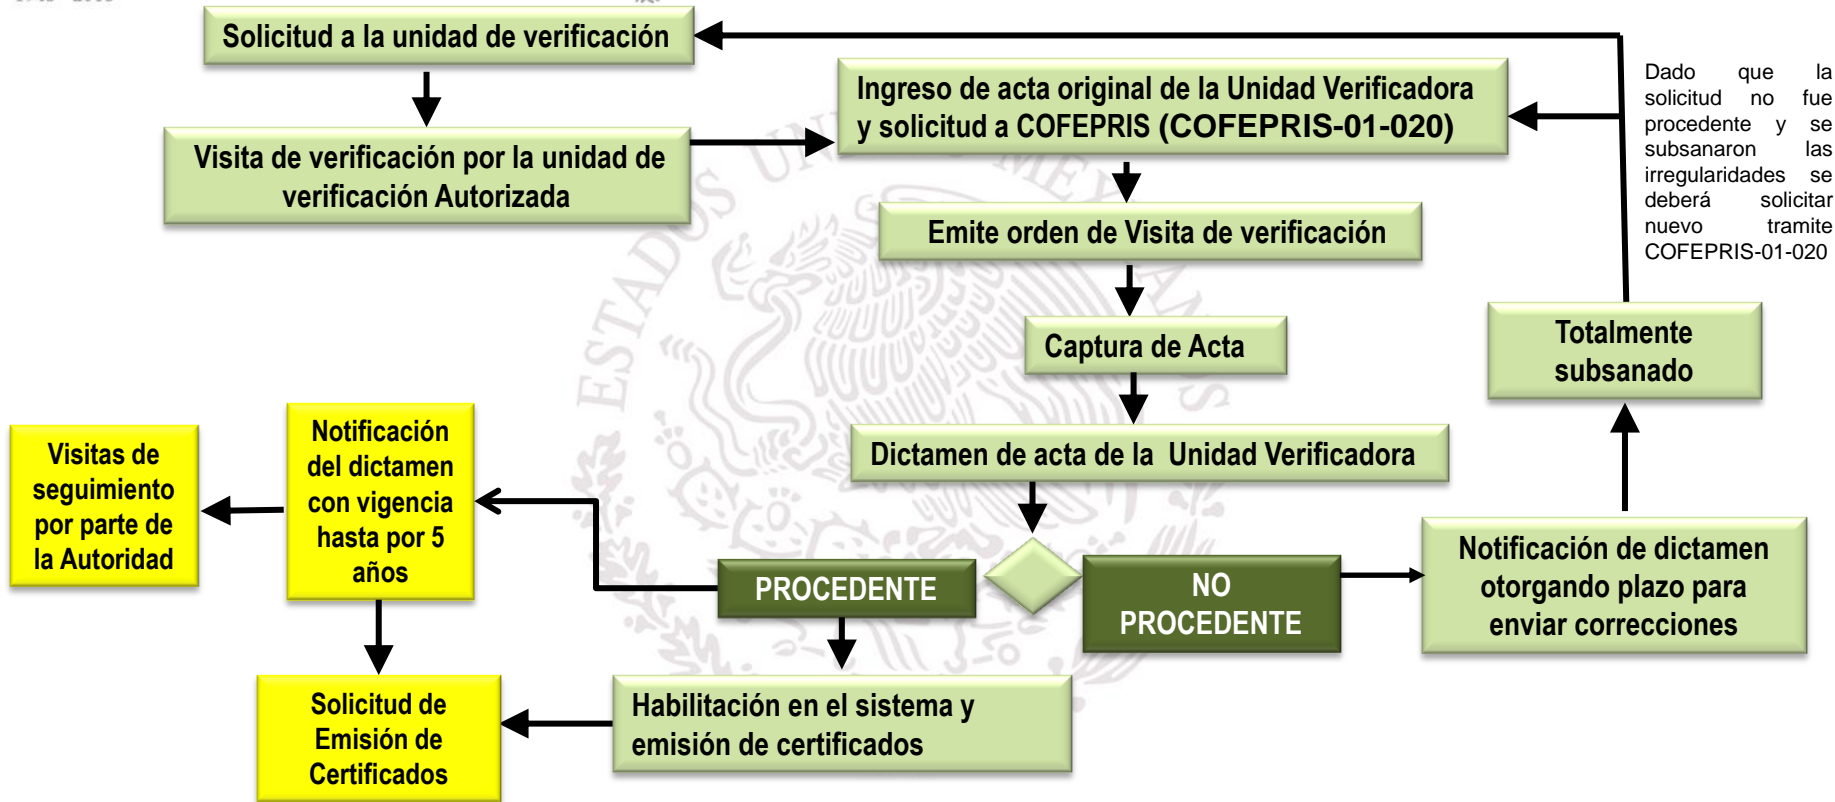 Solicitud a la unidad de verificación
Visita de verificación por la unidad de
verificación Autorizada
Ingreso de acta original de la Unidad Verificadora
y solicitud a COFEPRIS (COFEPRIS-01-020)
Dado que la
solicitud no fue
procedente y se
subsanaron las
irregularidades se
deberá solicitar
nuevo tramite
COFEPRIS-01-020
Emite orden de Visita de verificación
Captura de Acta
Totalmente
subsanado
Dictamen de acta de la Unidad Verificadora
Visitas de
seguimiento
por parte de
la Autoridad
Notificación
del dictamen
con vigencia
hasta por 5
años
PROCEDENTE
NO
PROCEDENTE
Notificación de dictamen
otorgando plazo para
enviar correcciones
Solicitud de
Emisión de
Certificados
Habilitación en el sistema y
emisión de certificados
ESTADOS UNIDOS MEXICANOS